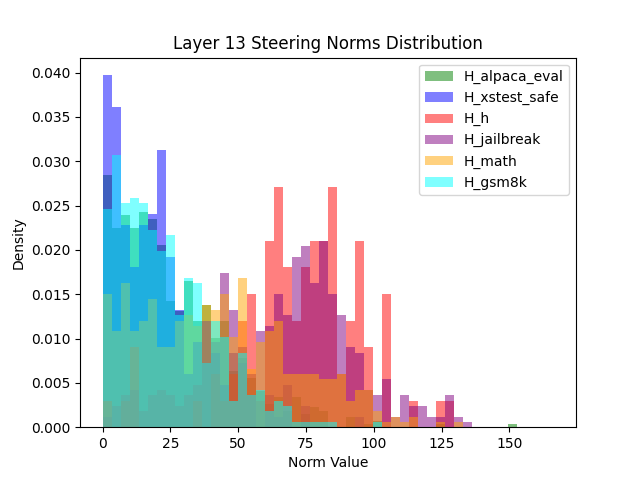 Layer 13 Steering Norms Distribution
H_alpaca_eval
H_xstest_safe
H_h
H_jailbreak
H_math
H_gsm8k
0.040
0.035
0.030
0.025
0.020
0.015
0.010
0.005
0.000
Density
0 25 50 75 100 125 150
Norm Value